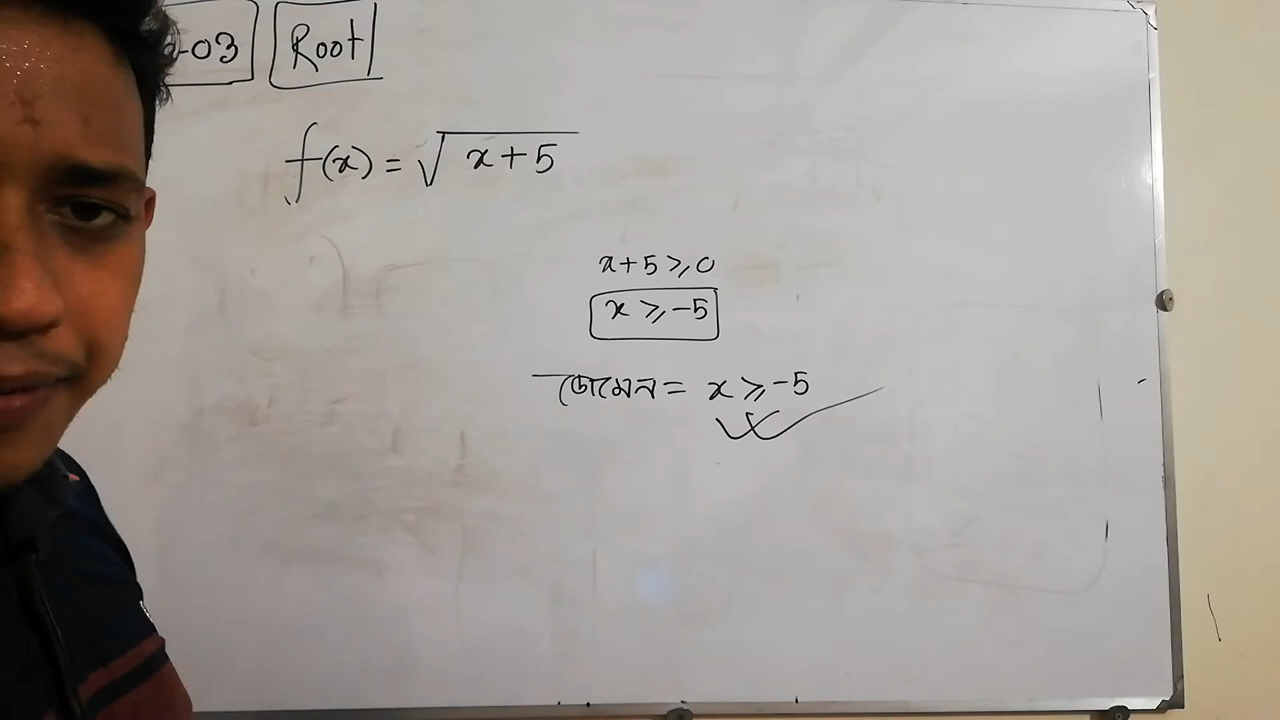 -03 Root
f(x) = √x+5
x+5 ≥ 0
x ≥ -5
ডোমেন = x ≥ -5